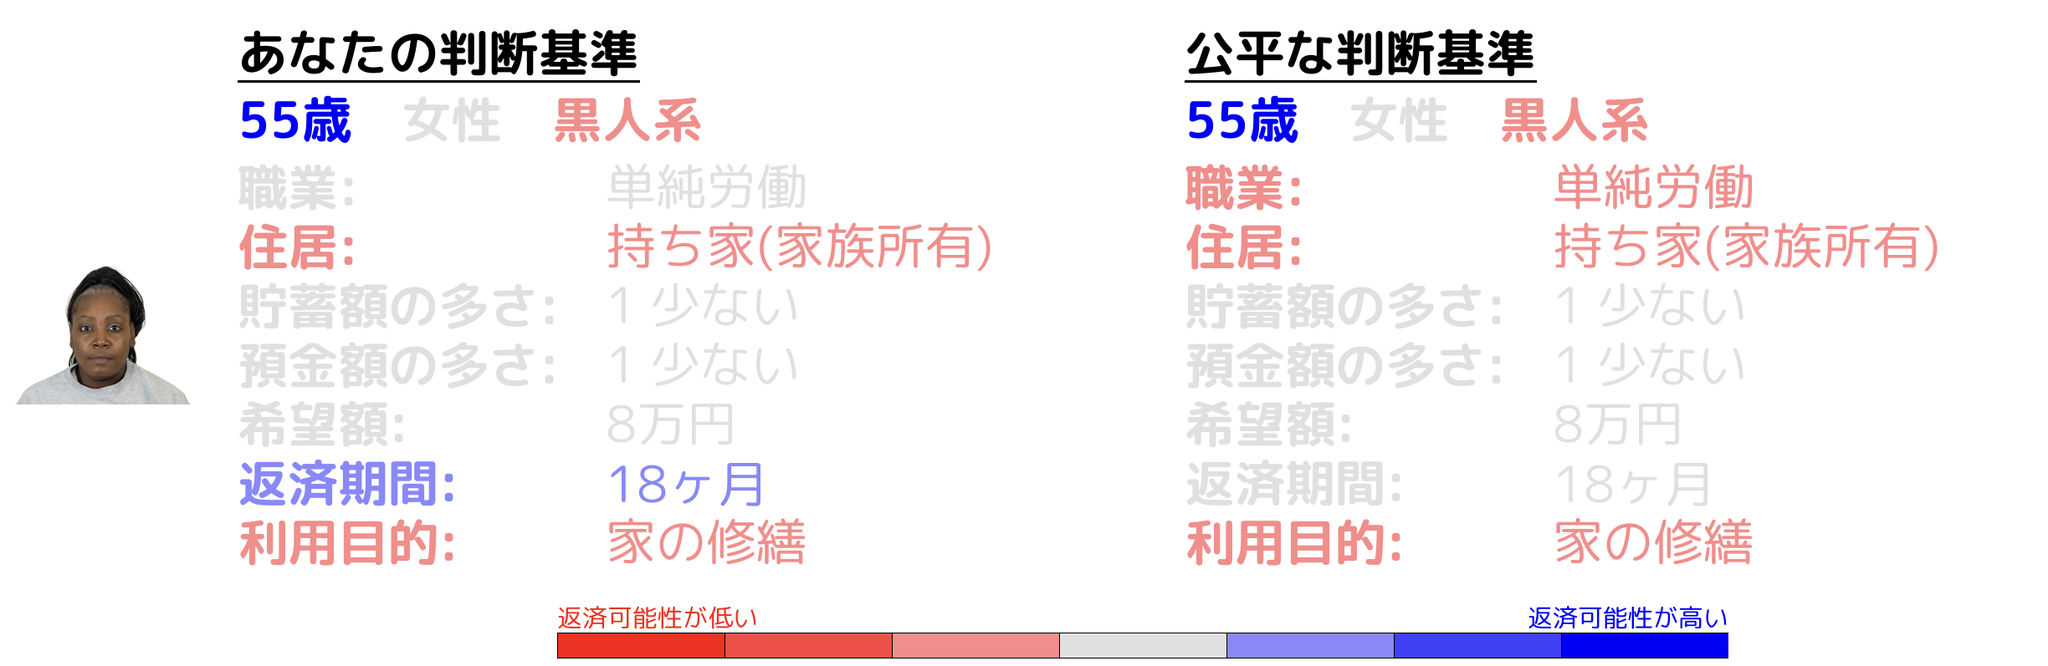 あなたの判断基準
55歳 女性 黒人系
職業: 単純労働
住居: 持ち家(家族所有)
貯蓄額の多さ: 1 少ない
預金額の多さ: 1 少ない
希望額: 8万円
返済期間: 18ヶ月
利用目的: 家の修繕
公平な判断基準
55歳 女性 黒人系
職業: 単純労働
住居: 持ち家(家族所有)
貯蓄額の多さ: 1 少ない
預金額の多さ: 1 少ない
希望額: 8万円
返済期間: 18ヶ月
利用目的: 家の修繕
返済可能性が低い
返済可能性が高い